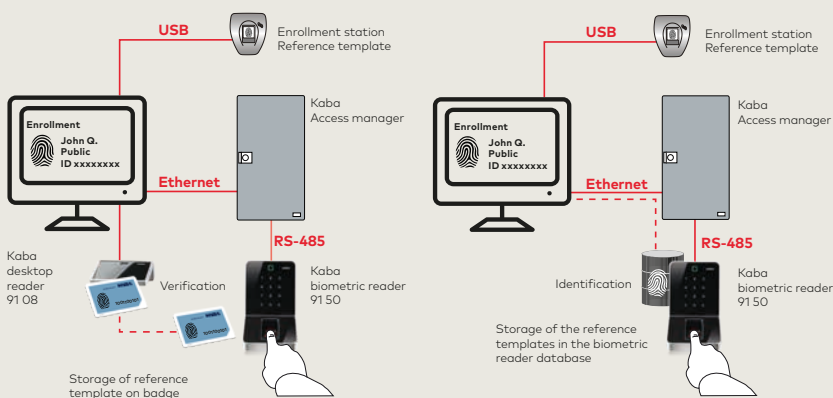 USB
Enrollment station
Reference template
Enrollment
John Q.
Public
ID xxxxxxxx
Kaba
Access manager
Ethernet
RS-485
Kaba
desktop
reader
91 08
Verification
Kaba
biometric reader
91 50
Storage of reference
template on badge
USB
Enrollment station
Reference template
Enrollment
John Q.
Public
ID xxxxxxxx
Kaba
Access manager
Ethernet
RS-485
Identification
Kaba
biometric reader
91 50
Storage of the reference
templates in the biometric
reader database